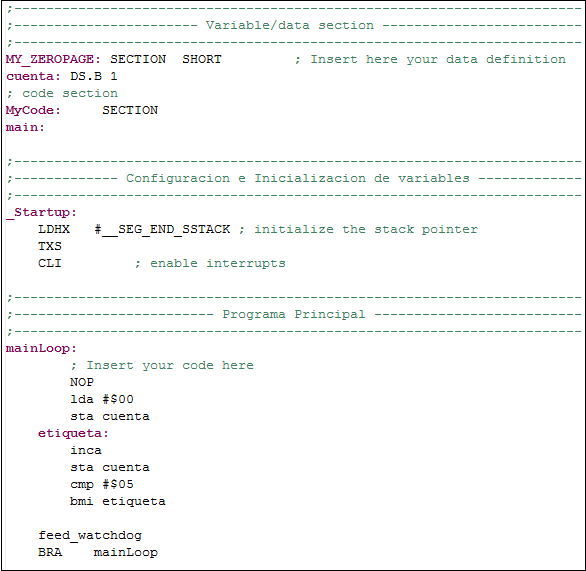 ;-----------------------------------------------------------------------
;----------------------- Variable/data section -------------------------
;-----------------------------------------------------------------------
MY_ZEROPAGE: SECTION  SHORT         ; Insert here your data definition
cuenta: DS.B 1
; code section
MyCode:     SECTION
main:
;-----------------------------------------------------------------------
;------------- Configuracion e Inicializacion de variables -------------
;-----------------------------------------------------------------------
_Startup:
    LDHX   #__SEG_END_SSTACK ; initialize the stack pointer
    TXS
    CLI         ; enable interrupts
;-----------------------------------------------------------------------
;------------------------- Programa Principal --------------------------
;-----------------------------------------------------------------------
mainLoop:
        ; Insert your code here
        NOP
        lda #$00
        sta cuenta
    etiqueta:
        inca
        sta cuenta
        cmp #$05
        bmi etiqueta
    feed_watchdog
    BRA    mainLoop